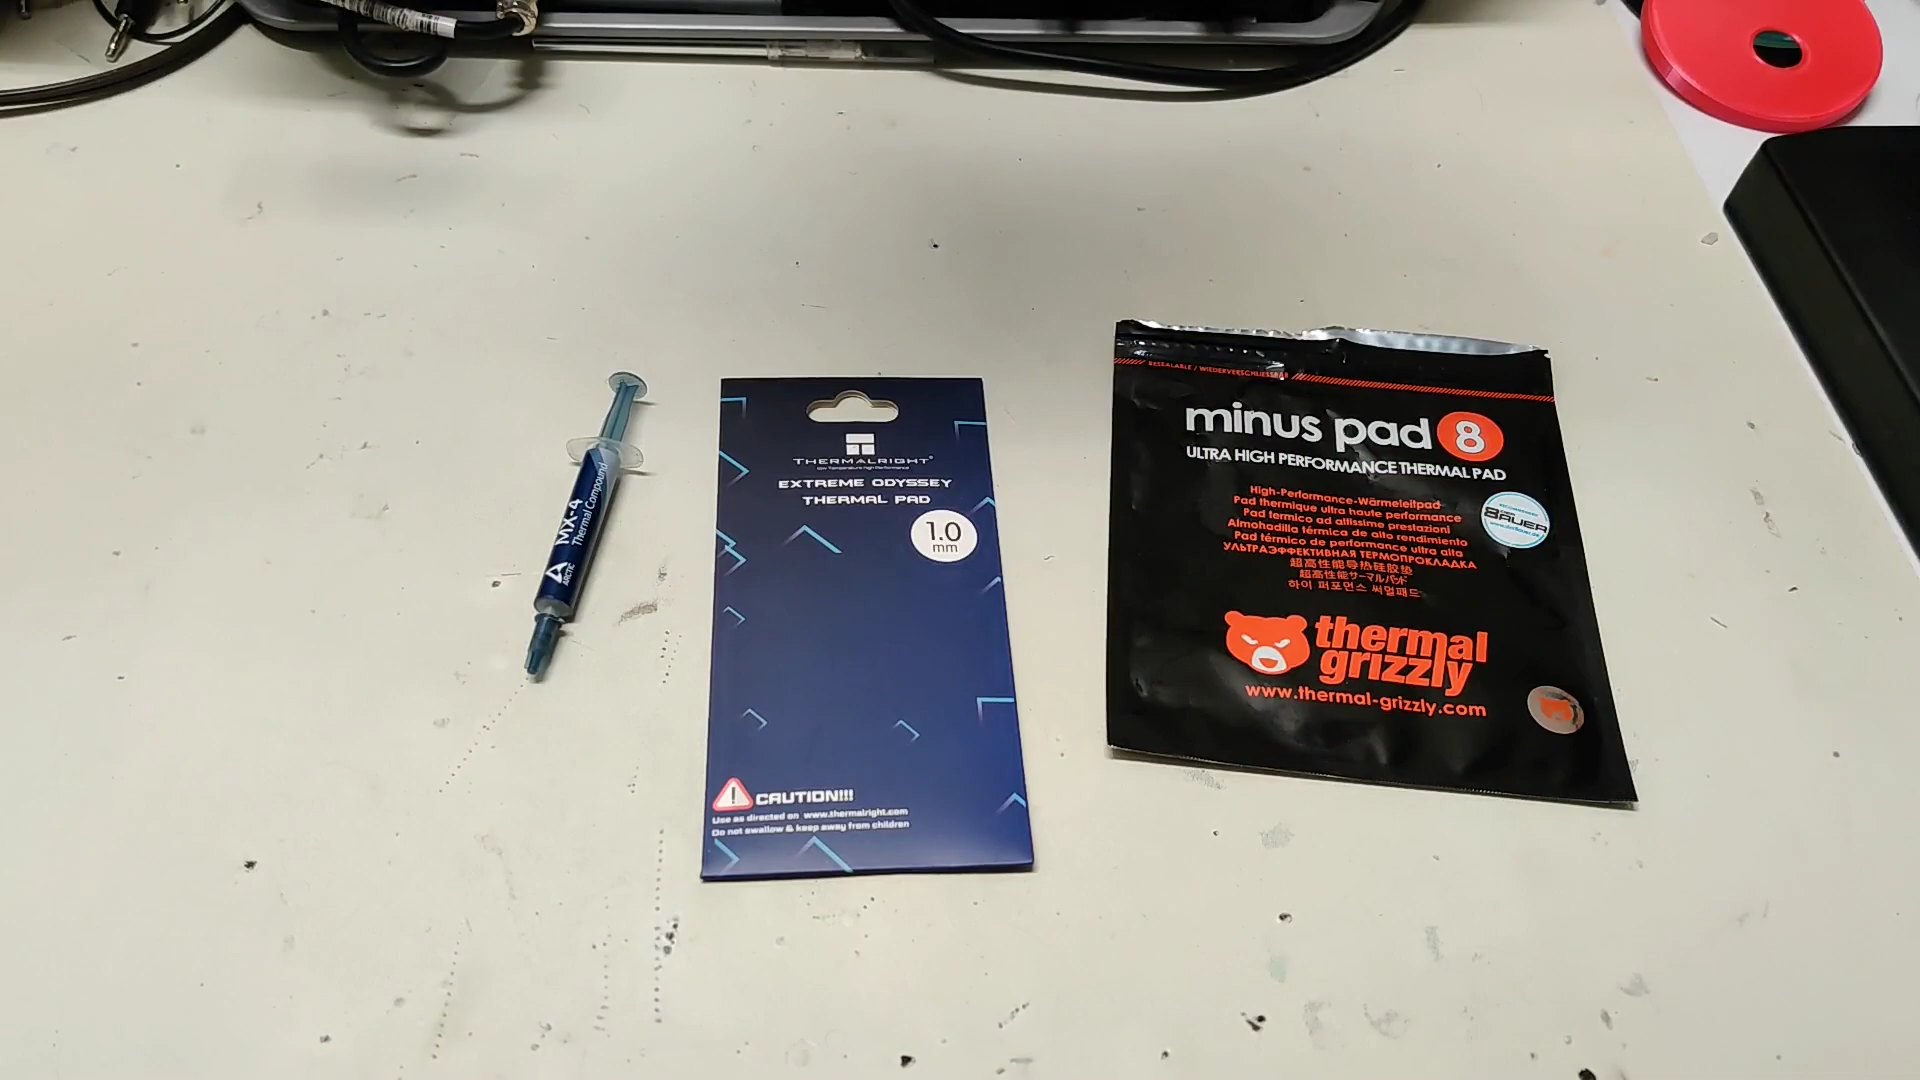 MX-4
Thermal Compound
ARCTIC
THERMALRIGHT®
low Temperature high Performance
EXTREME ODYSSEY
THERMAL PAD
1.0
mm
CAUTION!!!
Use as directed on www.thermalright.com
Do not swallow & keep away from children
RESEALABLE / WIEDERVERSCHLIESSBAR
minus pad 8
ULTRA HIGH PERFORMANCE THERMAL PAD
High-Performance-Wärmeleitpad
Pad thermique ultra haute performance
Pad termico ad altissime prestazioni
Almohadilla térmica de alto rendimiento
Pad térmico de performance ultra alta
УЛЬТРАЭФФЕКТИВНАЯ ТЕРМОПРОКЛАДКА
超高性能导热硅胶垫
超高性能サーマルパッド
하이 퍼포먼스 써멀패드
8AUER
thermal
grizzly
www.thermal-grizzly.com